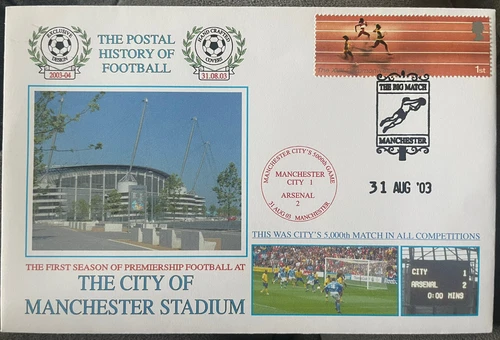 EXCLUSIVE
DESIGN
2003-04
THE POSTAL
HISTORY OF
FOOTBALL
HAND CRAFTED
COVERS
31.08.03
1st
THE BIG MATCH
MANCHESTER
31 AUG '03
MANCHESTER CITY'S 5000th GAME
MANCHESTER
CITY 1
ARSENAL
2
31 AUG 03 MANCHESTER
THE FIRST SEASON OF PREMIERSHIP FOOTBALL AT
THE CITY OF
MANCHESTER STADIUM
THIS WAS CITY'S 5,000th MATCH IN ALL COMPETITIONS
CITY 1
ARSENAL 2
0:00 MINS